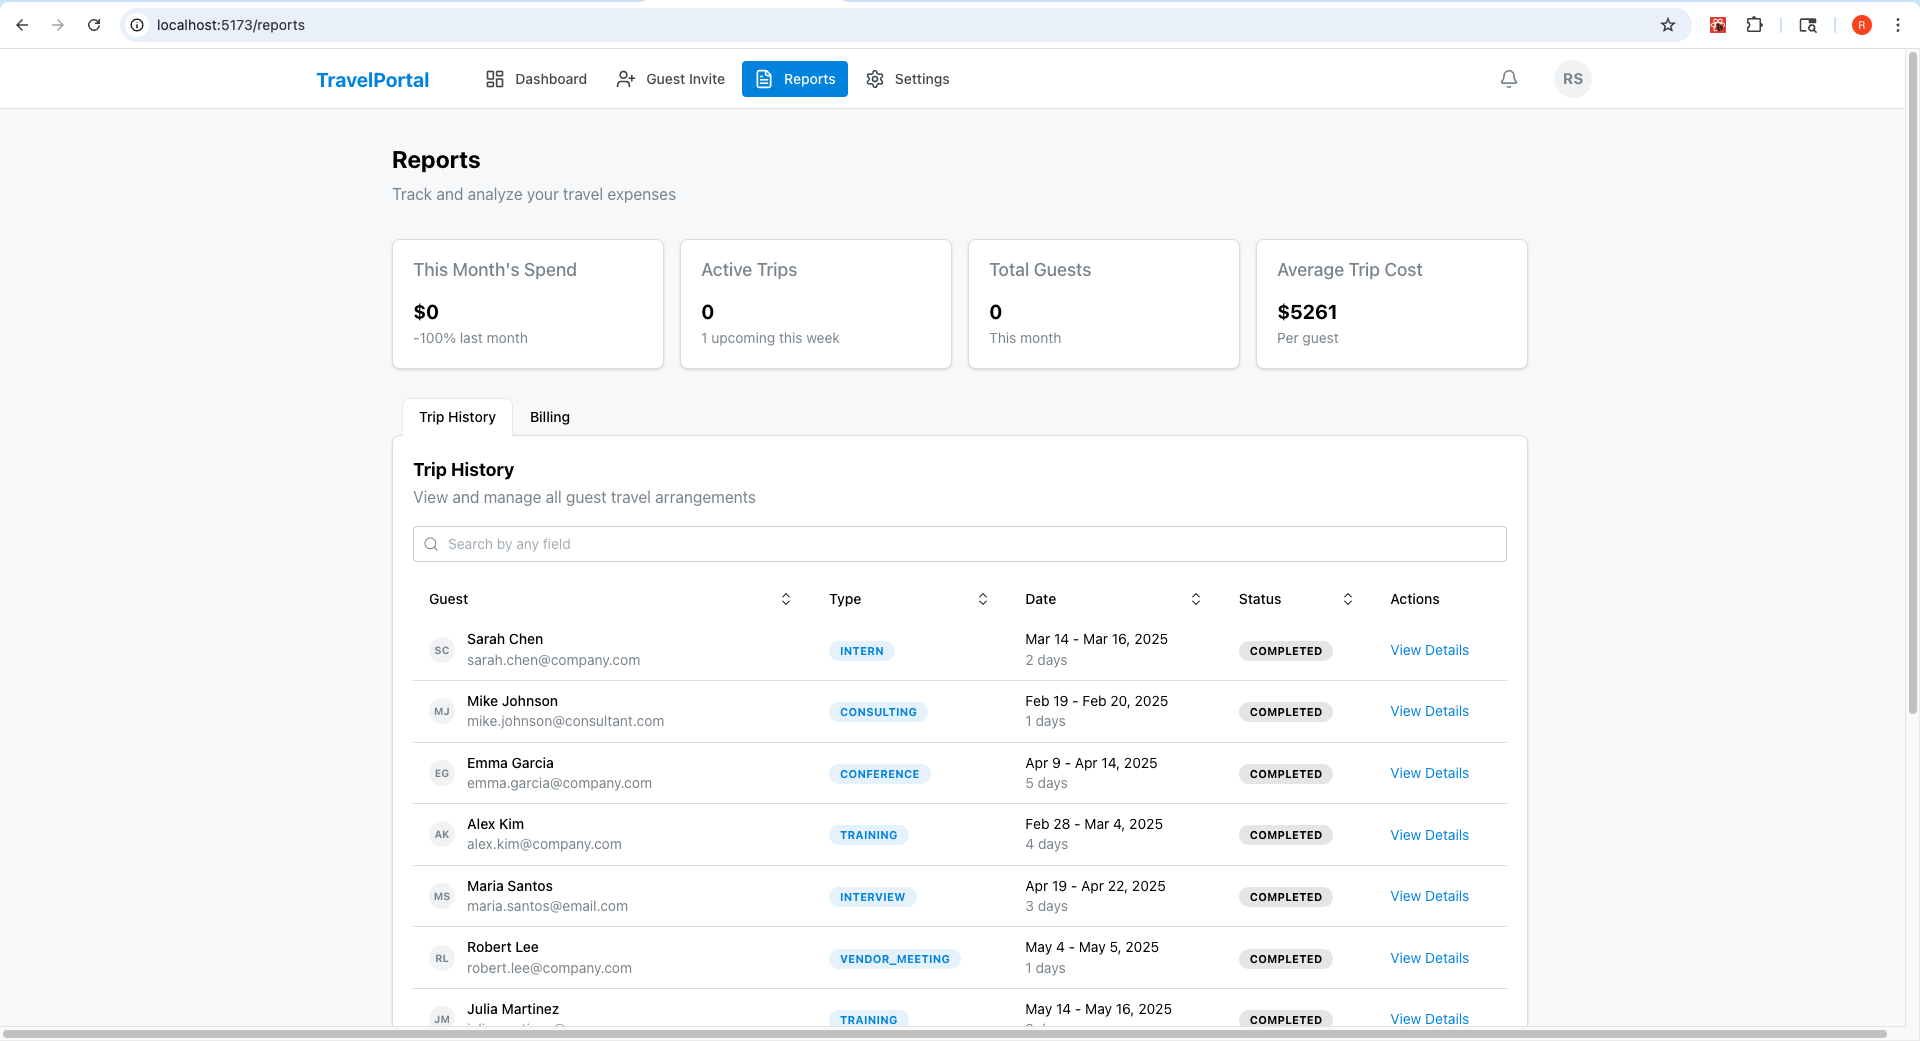 localhost:5173/reports
R
TravelPortal
Dashboard
Guest Invite
Reports
Settings
RS
Reports
Track and analyze your travel expenses
This Month's Spend
$0
-100% last month
Active Trips
0
1 upcoming this week
Total Guests
0
This month
Average Trip Cost
$5261
Per guest
Trip History
Billing
Trip History
View and manage all guest travel arrangements
Search by any field
Guest Type Date Status Actions
SC
Sarah Chen
sarah.chen@company.com
INTERN
Mar 14 - Mar 16, 2025
2 days
COMPLETED
View Details
MJ
Mike Johnson
mike.johnson@consultant.com
CONSULTING
Feb 19 - Feb 20, 2025
1 days
COMPLETED
View Details
EG
Emma Garcia
emma.garcia@company.com
CONFERENCE
Apr 9 - Apr 14, 2025
5 days
COMPLETED
View Details
AK
Alex Kim
alex.kim@company.com
TRAINING
Feb 28 - Mar 4, 2025
4 days
COMPLETED
View Details
MS
Maria Santos
maria.santos@email.com
INTERVIEW
Apr 19 - Apr 22, 2025
3 days
COMPLETED
View Details
RL
Robert Lee
robert.lee@company.com
VENDOR_MEETING
May 4 - May 5, 2025
1 days
COMPLETED
View Details
JM
Julia Martinez
TRAINING
May 14 - May 16, 2025
COMPLETED
View Details